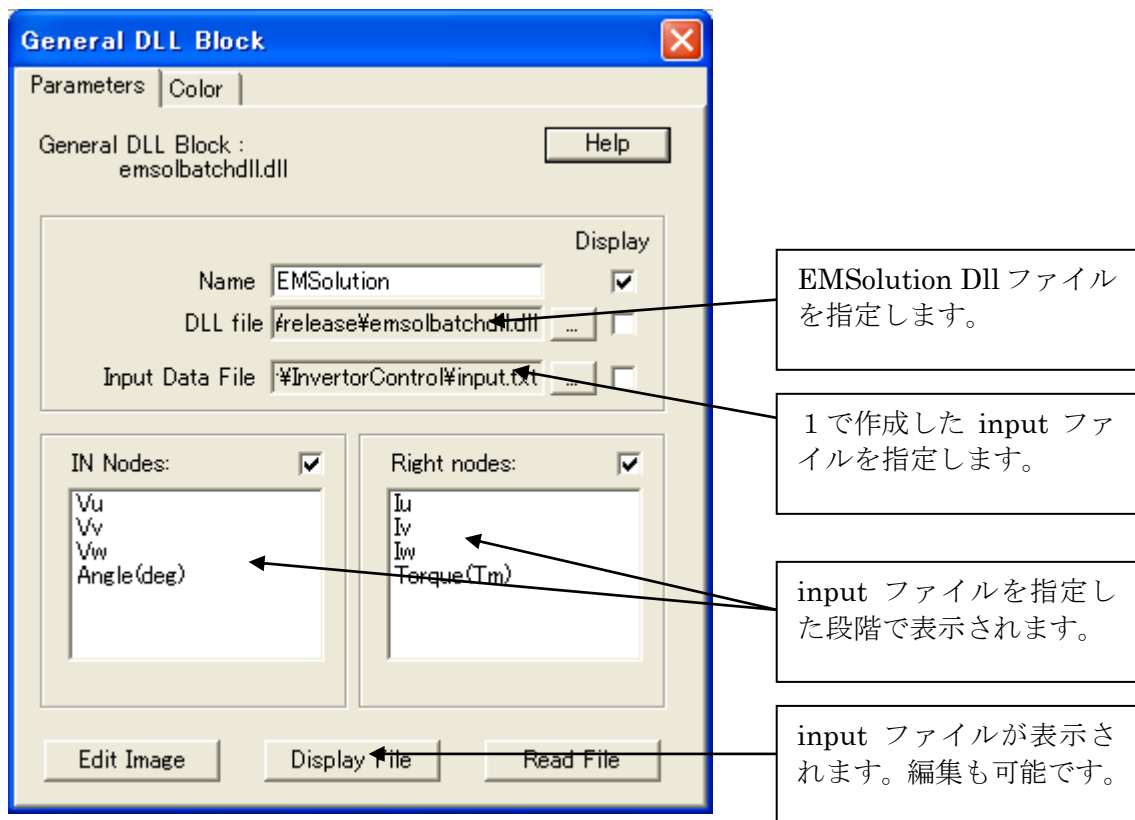 General DLL Block
Parameters
Color
General DLL Block :
emsolbatchdll.dll
Help
Display
Name
EMSolution
DLL file
/release¥emsolbatchdll.dll
...
Input Data File
:¥InvertorControl¥input.txt
...
IN Nodes:
Right nodes:
Vu
Vv
Vw
Angle(deg)
Iu
Iv
Iw
Torque(Tm)
Edit Image
Display File
Read File
EMSolution Dll ファイル
を指定します。
１で作成した input ファ
イルを指定します。
input ファイルを指定し
た段階で表示されます。
input ファイルが表示さ
れます。編集も可能です。